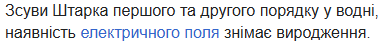 Зсуви Штарка першого та другого порядку у водні,
наявність електричного поля знімає виродження.